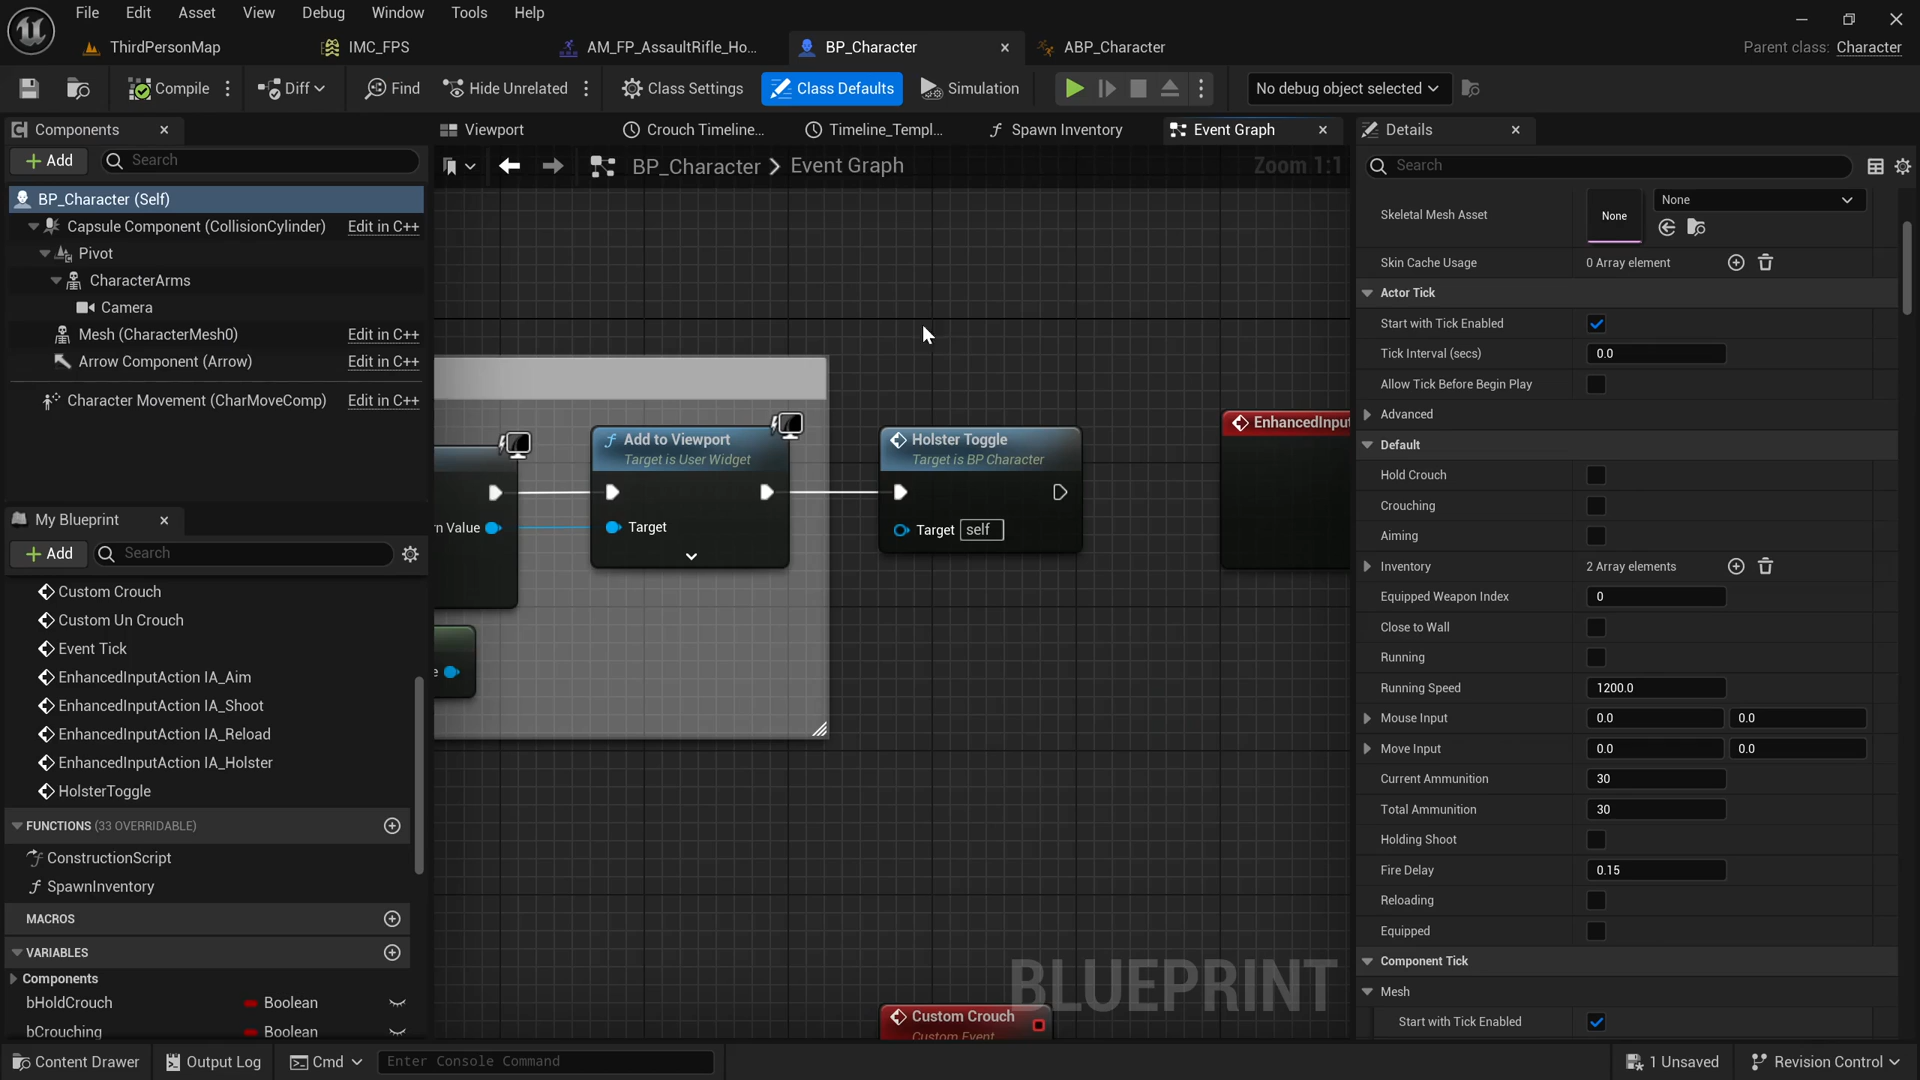 File Edit Asset View Debug Window Tools Help
ThirdPersonMap
IMC_FPS
AM_FP_AssaultRifle_Ho...
BP_Character
ABP_Character
Parent class: Character
Compile
Diff
Find
Hide Unrelated
Class Settings
Class Defaults
Simulation
No debug object selected
Components
Add
Search
BP_Character (Self)
Capsule Component (CollisionCylinder) Edit in C++
Pivot
CharacterArms
Camera
Mesh (CharacterMesh0) Edit in C++
Arrow Component (Arrow) Edit in C++
Character Movement (CharMoveComp) Edit in C++
My Blueprint
Add
Search
Custom Crouch
Custom Un Crouch
Event Tick
EnhancedInputAction IA_Aim
EnhancedInputAction IA_Shoot
EnhancedInputAction IA_Reload
EnhancedInputAction IA_Holster
HolsterToggle
FUNCTIONS (33 OVERRIDABLE)
ConstructionScript
SpawnInventory
MACROS
VARIABLES
Components
bHoldCrouch Boolean
bCrouching Boolean
Viewport
Crouch Timeline...
Timeline_Templ...
Spawn Inventory
Event Graph
BP_Character > Event Graph
Zoom 1:1
n Value
e
Add to Viewport
Target is User Widget
Target
Holster Toggle
Target is BP Character
Target self
EnhancedInput
Custom Crouch
Custom Event
BLUEPRINT
Details
Search
Skeletal Mesh Asset None None
Skin Cache Usage 0 Array element
Actor Tick
Start with Tick Enabled
Tick Interval (secs) 0.0
Allow Tick Before Begin Play
Advanced
Default
Hold Crouch
Crouching
Aiming
Inventory 2 Array elements
Equipped Weapon Index 0
Close to Wall
Running
Running Speed 1200.0
Mouse Input 0.0 0.0
Move Input 0.0 0.0
Current Ammunition 30
Total Ammunition 30
Holding Shoot
Fire Delay 0.15
Reloading
Equipped
Component Tick
Mesh
Start with Tick Enabled
Content Drawer
Output Log
Cmd
Enter Console Command
1 Unsaved
Revision Control